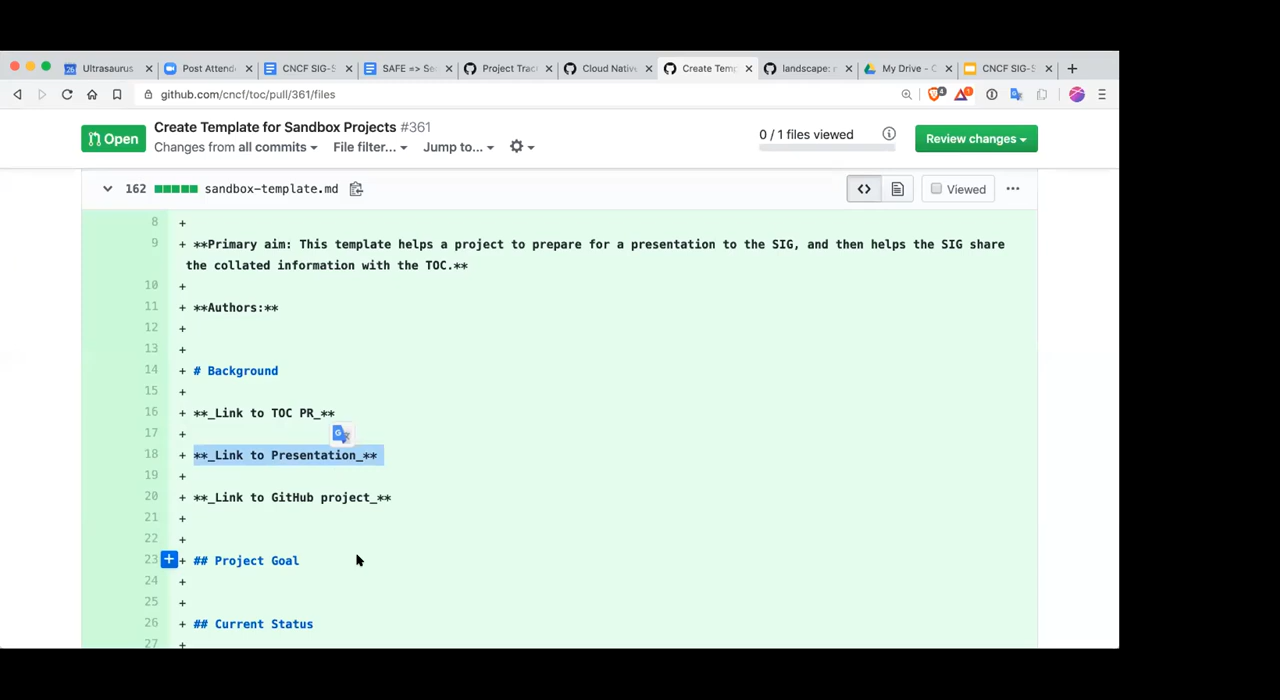 Ultrasaurus
Post Attend
CNCF SIG-S
SAFE => Se
Project Trac
Cloud Nativ
Create Temp
landscape: r
My Drive - C
CNCF SIG-S
github.com/cncf/toc/pull/361/files
4
1
Open
Create Template for Sandbox Projects #361
Changes from all commits
File filter...
Jump to...
0 / 1 files viewed
Review changes
162
sandbox-template.md
Viewed
8 +
9 + **Primary aim: This template helps a project to prepare for a presentation to the SIG, and then helps the SIG share
the collated information with the TOC.**
10 +
11 + **Authors:**
12 +
13 +
14 + # Background
15 +
16 + **_Link to TOC PR_**
17 +
18 + **_Link to Presentation_**
19 +
20 + **_Link to GitHub project_**
21 +
22 +
23 + ## Project Goal
24 +
25 +
26 + ## Current Status
27 +